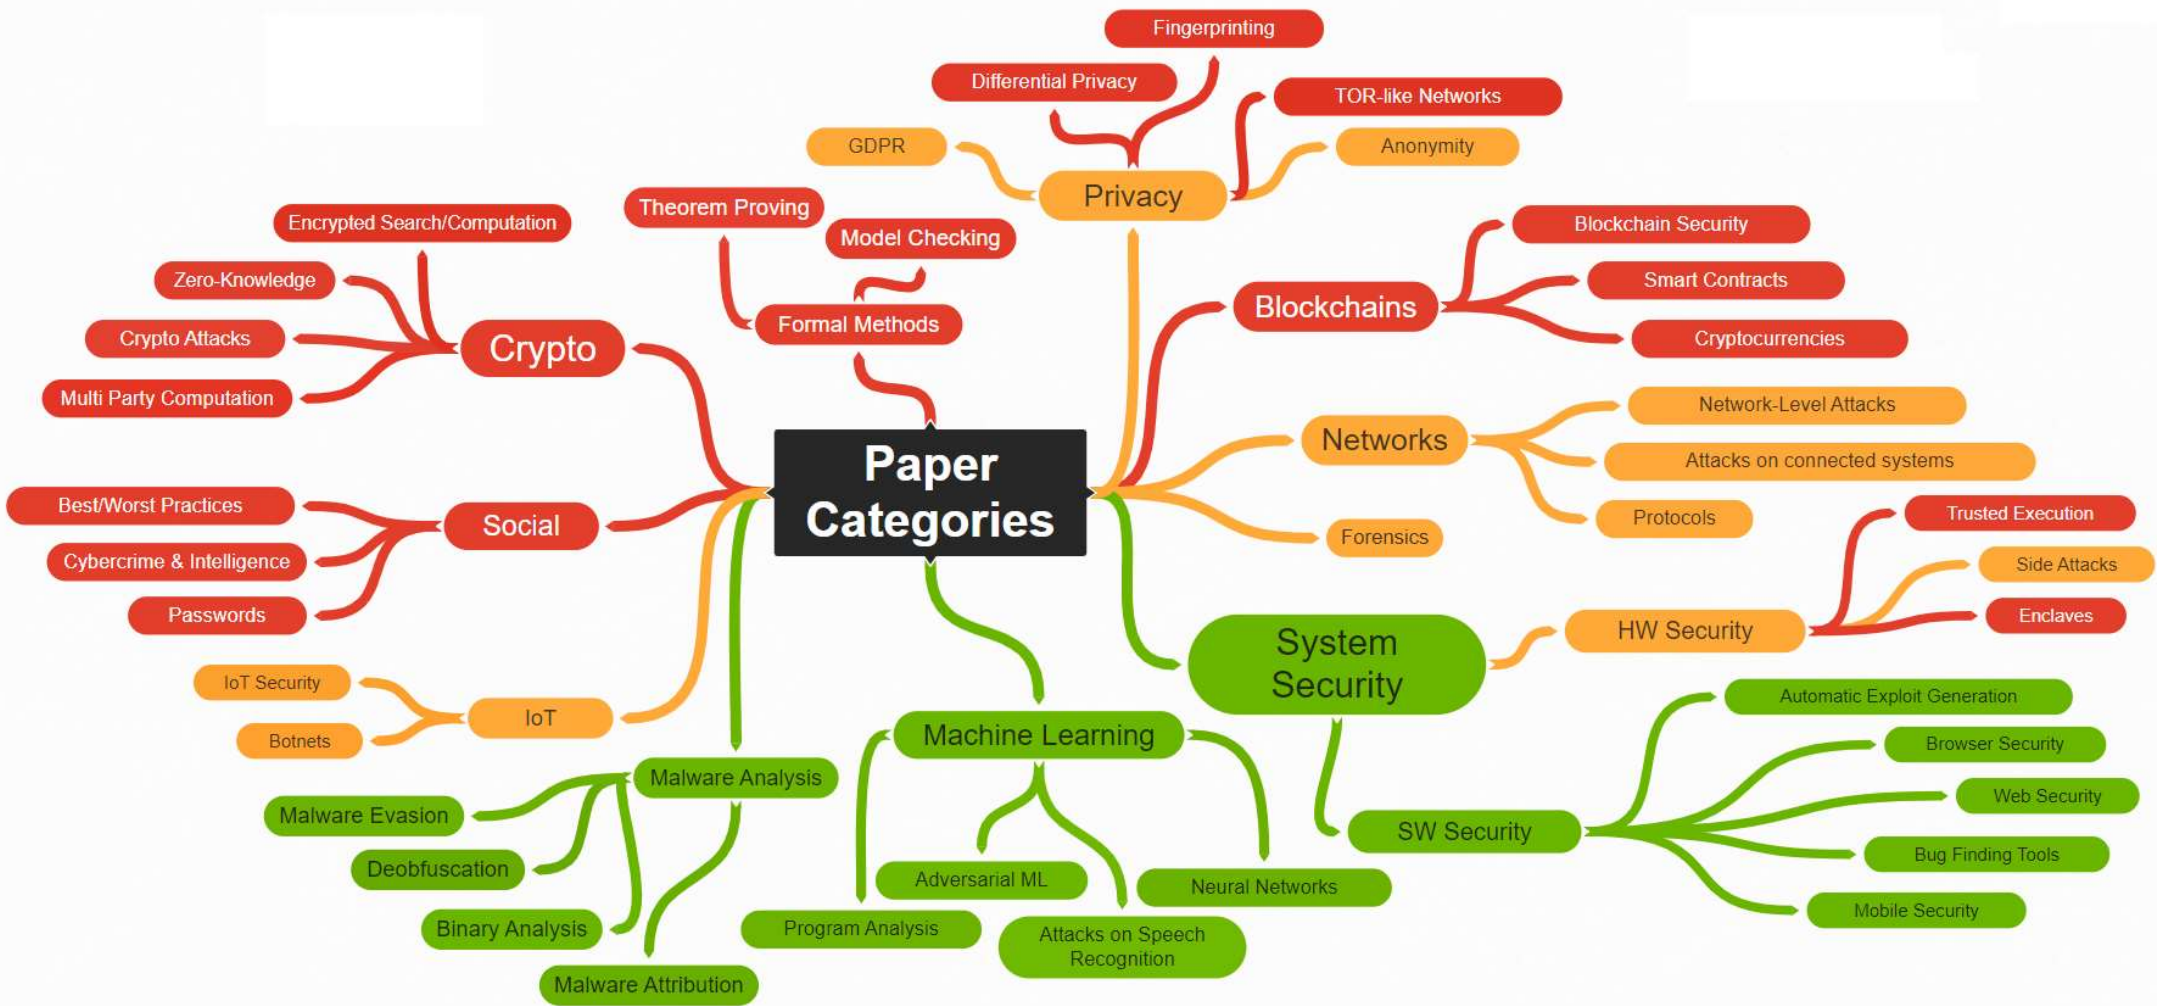 Fingerprinting
Differential Privacy
TOR-like Networks
GDPR
Anonymity
Privacy
Theorem Proving
Model Checking
Formal Methods
Encrypted Search/Computation
Zero-Knowledge
Crypto Attacks
Multi Party Computation
Crypto
Blockchains
Blockchain Security
Smart Contracts
Cryptocurrencies
Paper
Categories
Networks
Network-Level Attacks
Attacks on connected systems
Protocols
Forensics
Best/Worst Practices
Cybercrime & Intelligence
Passwords
Social
IoT Security
Botnets
IoT
System
Security
HW Security
Trusted Execution
Side Attacks
Enclaves
SW Security
Automatic Exploit Generation
Browser Security
Web Security
Bug Finding Tools
Mobile Security
Machine Learning
Program Analysis
Adversarial ML
Attacks on Speech
Recognition
Neural Networks
Malware Analysis
Malware Evasion
Deobfuscation
Binary Analysis
Malware Attribution